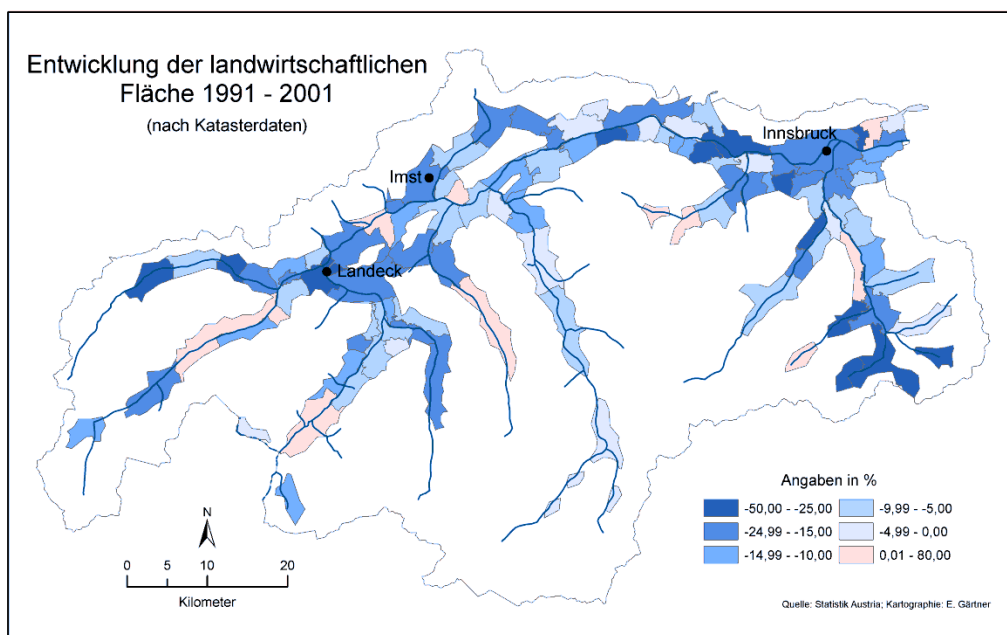 Entwicklung der landwirtschaftlichen
Fläche 1991 - 2001
(nach Katasterdaten)
Innsbruck
Imst
Landeck
N
0 5 10 20
Kilometer
Angaben in %
-50,00 - -25,00
-24,99 - -15,00
-14,99 - -10,00
-9,99 - -5,00
-4,99 - 0,00
0,01 - 80,00
Quelle: Statistik Austria; Kartographie: E. Gärtner